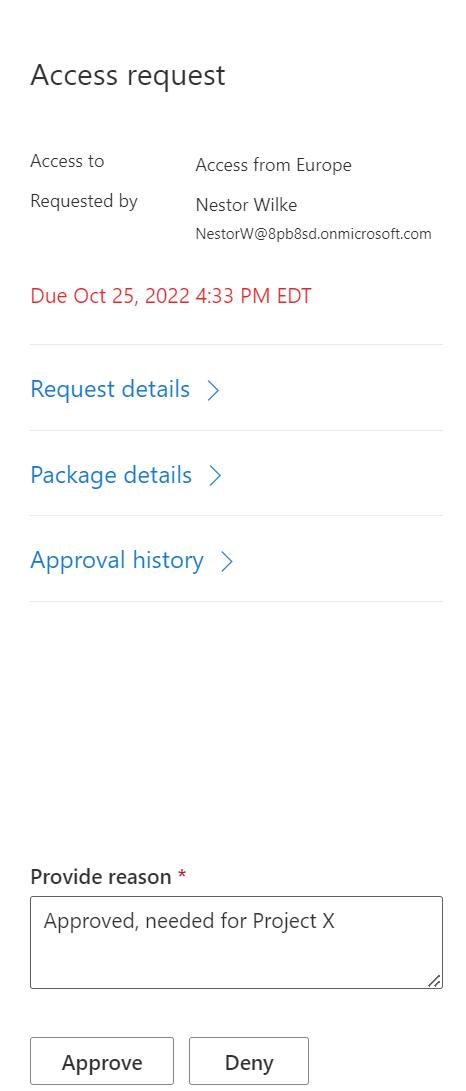 Access request
Access to Access from Europe
Requested by Nestor Wilke
NestorW@8pb8sd.onmicrosoft.com
Due Oct 25, 2022 4:33 PM EDT
Request details
Package details
Approval history
Provide reason *
Approved, needed for Project X
Approve Deny